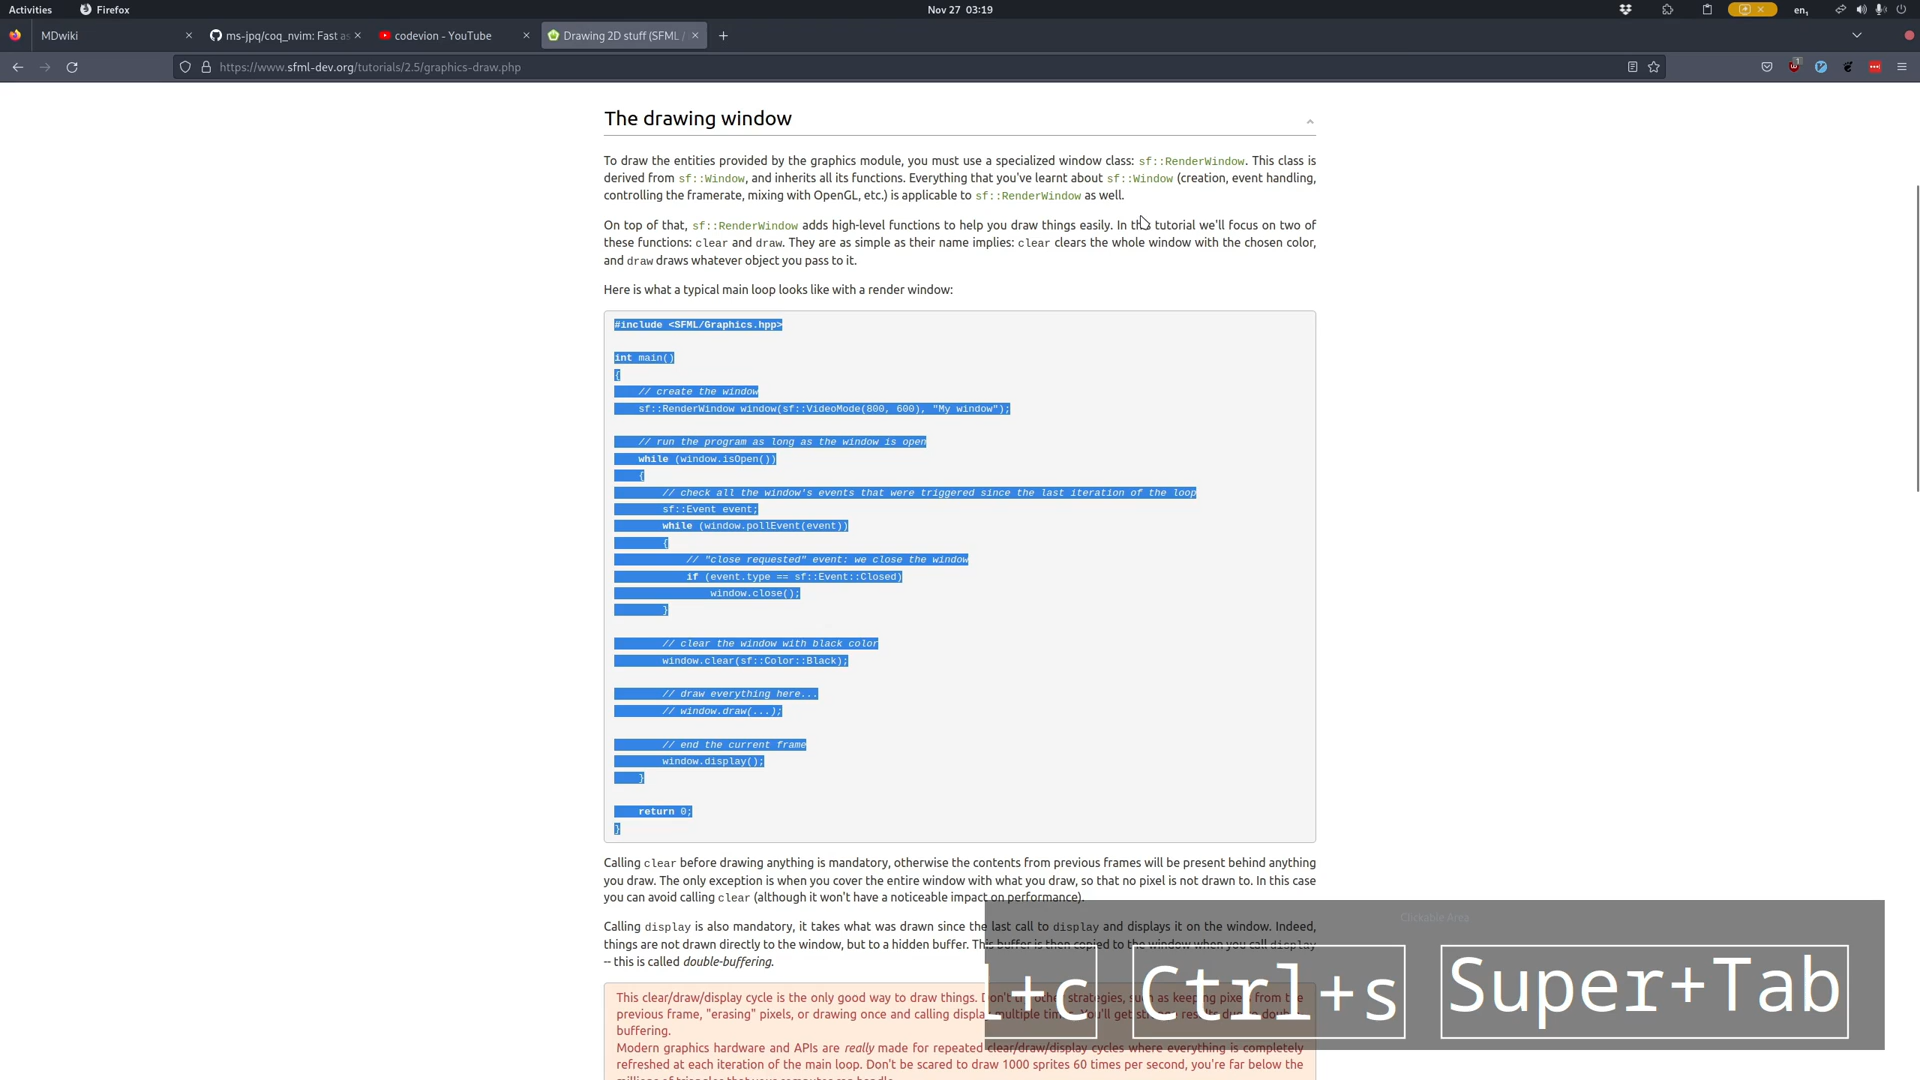 Activities Firefox Nov 27 03:19 en₁
MDwiki ms-jpq/coq_nvim: Fast as codevion - YouTube Drawing 2D stuff (SFML /
https://www.sfml-dev.org/tutorials/2.5/graphics-draw.php
The drawing window
To draw the entities provided by the graphics module, you must use a specialized window class: sf::RenderWindow. This class is
derived from sf::Window, and inherits all its functions. Everything that you've learnt about sf::Window (creation, event handling,
controlling the framerate, mixing with OpenGL, etc.) is applicable to sf::RenderWindow as well.
On top of that, sf::RenderWindow adds high-level functions to help you draw things easily. In this tutorial we'll focus on two of
these functions: clear and draw. They are as simple as their name implies: clear clears the whole window with the chosen color,
and draw draws whatever object you pass to it.
Here is what a typical main loop looks like with a render window:
#include <SFML/Graphics.hpp>
int main()
{
// create the window
sf::RenderWindow window(sf::VideoMode(800, 600), "My window");
// run the program as long as the window is open
while (window.isOpen())
{
// check all the window's events that were triggered since the last iteration of the loop
sf::Event event;
while (window.pollEvent(event))
{
// "close requested" event: we close the window
if (event.type == sf::Event::Closed)
window.close();
}
// clear the window with black color
window.clear(sf::Color::Black);
// draw everything here...
// window.draw(...);
// end the current frame
window.display();
}
return 0;
}
Calling clear before drawing anything is mandatory, otherwise the contents from previous frames will be present behind anything
you draw. The only exception is when you cover the entire window with what you draw, so that no pixel is not drawn to. In this case
you can avoid calling clear (although it won't have a noticeable impact on performance).
Calling display is also mandatory, it takes what was drawn since the last call to display and displays it on the window. Indeed,
things are not drawn directly to the window, but to a hidden buffer. This buffer is then copied to the window when you call display
-- this is called double-buffering.
This clear/draw/display cycle is the only good way to draw things. Don't try other strategies, such as keeping pixels from the
previous frame, "erasing" pixels, or drawing once and calling display multiple times. You'll get strange results due to double-
buffering.
Modern graphics hardware and APIs are really made for repeated clear/draw/display cycles where everything is completely
refreshed at each iteration of the main loop. Don't be scared to draw 1000 sprites 60 times per second, you're far below the
Clickable Area
l+c Ctrl+s Super+Tab